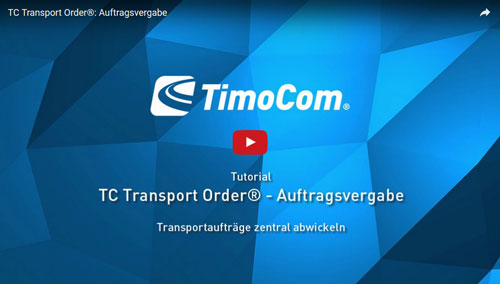 TC Transport Order®: Auftragsvergabe
TimoCom®
Tutorial
TC Transport Order® - Auftragsvergabe
Transportaufträge zentral abwickeln